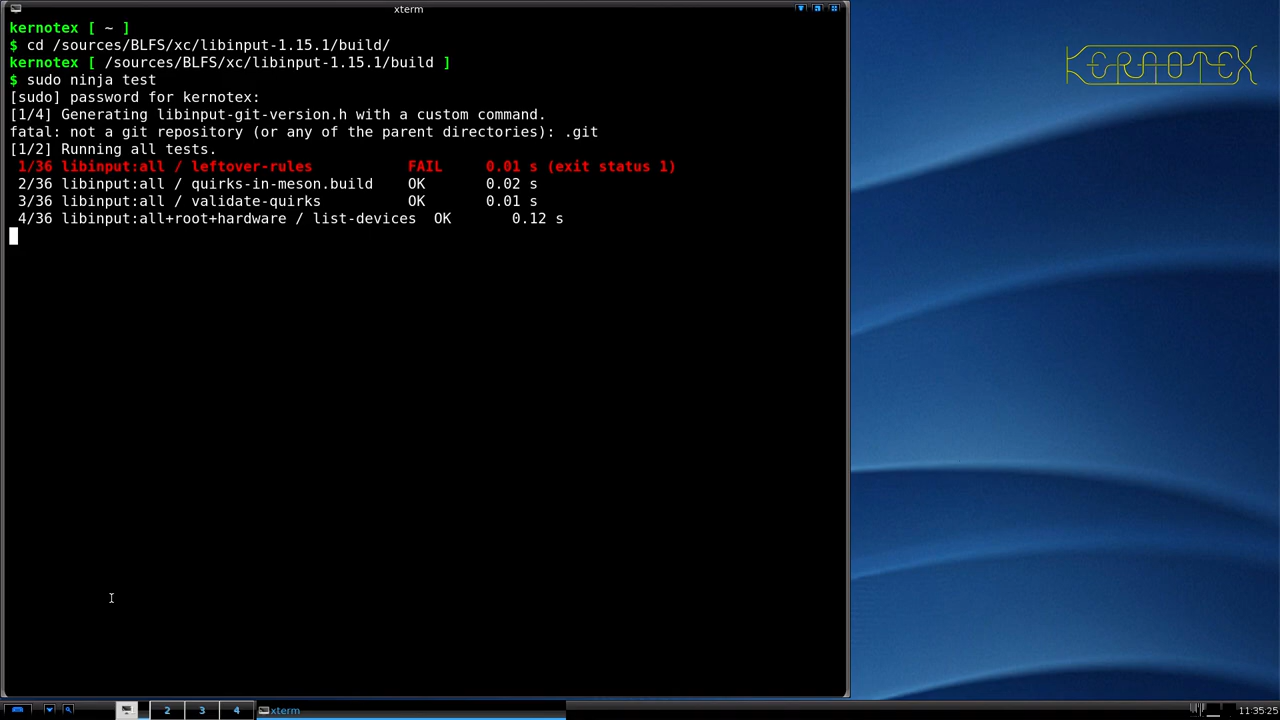 xterm
kernotex [ ~ ]
$ cd /sources/BLFS/xc/libinput-1.15.1/build/
kernotex [ /sources/BLFS/xc/libinput-1.15.1/build ]
$ sudo ninja test
[sudo] password for kernotex:
[1/4] Generating libinput-git-version.h with a custom command.
fatal: not a git repository (or any of the parent directories): .git
[1/2] Running all tests.
1/36 libinput:all / leftover-rules FAIL 0.01 s (exit status 1)
2/36 libinput:all / quirks-in-meson.build OK 0.02 s
3/36 libinput:all / validate-quirks OK 0.01 s
4/36 libinput:all+root+hardware / list-devices OK 0.12 s
KERNOTEX
2 3 4 xterm 11:35:25